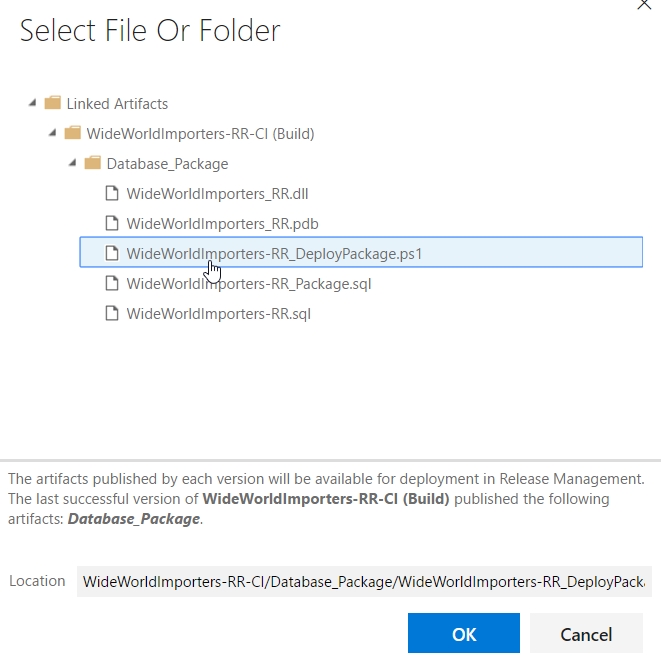 Select File Or Folder
Linked Artifacts
WideWorldImporters-RR-CI (Build)
Database_Package
WideWorldImporters_RR.dll
WideWorldImporters_RR.pdb
WideWorldImporters-RR_DeployPackage.ps1
WideWorldImporters-RR_Package.sql
WideWorldImporters-RR.sql
The artifacts published by each version will be available for deployment in Release Management.
The last successful version of WideWorldImporters-RR-CI (Build) published the following
artifacts: Database_Package.
Location WideWorldImporters-RR-CI/Database_Package/WideWorldImporters-RR_DeployPack
OK Cancel